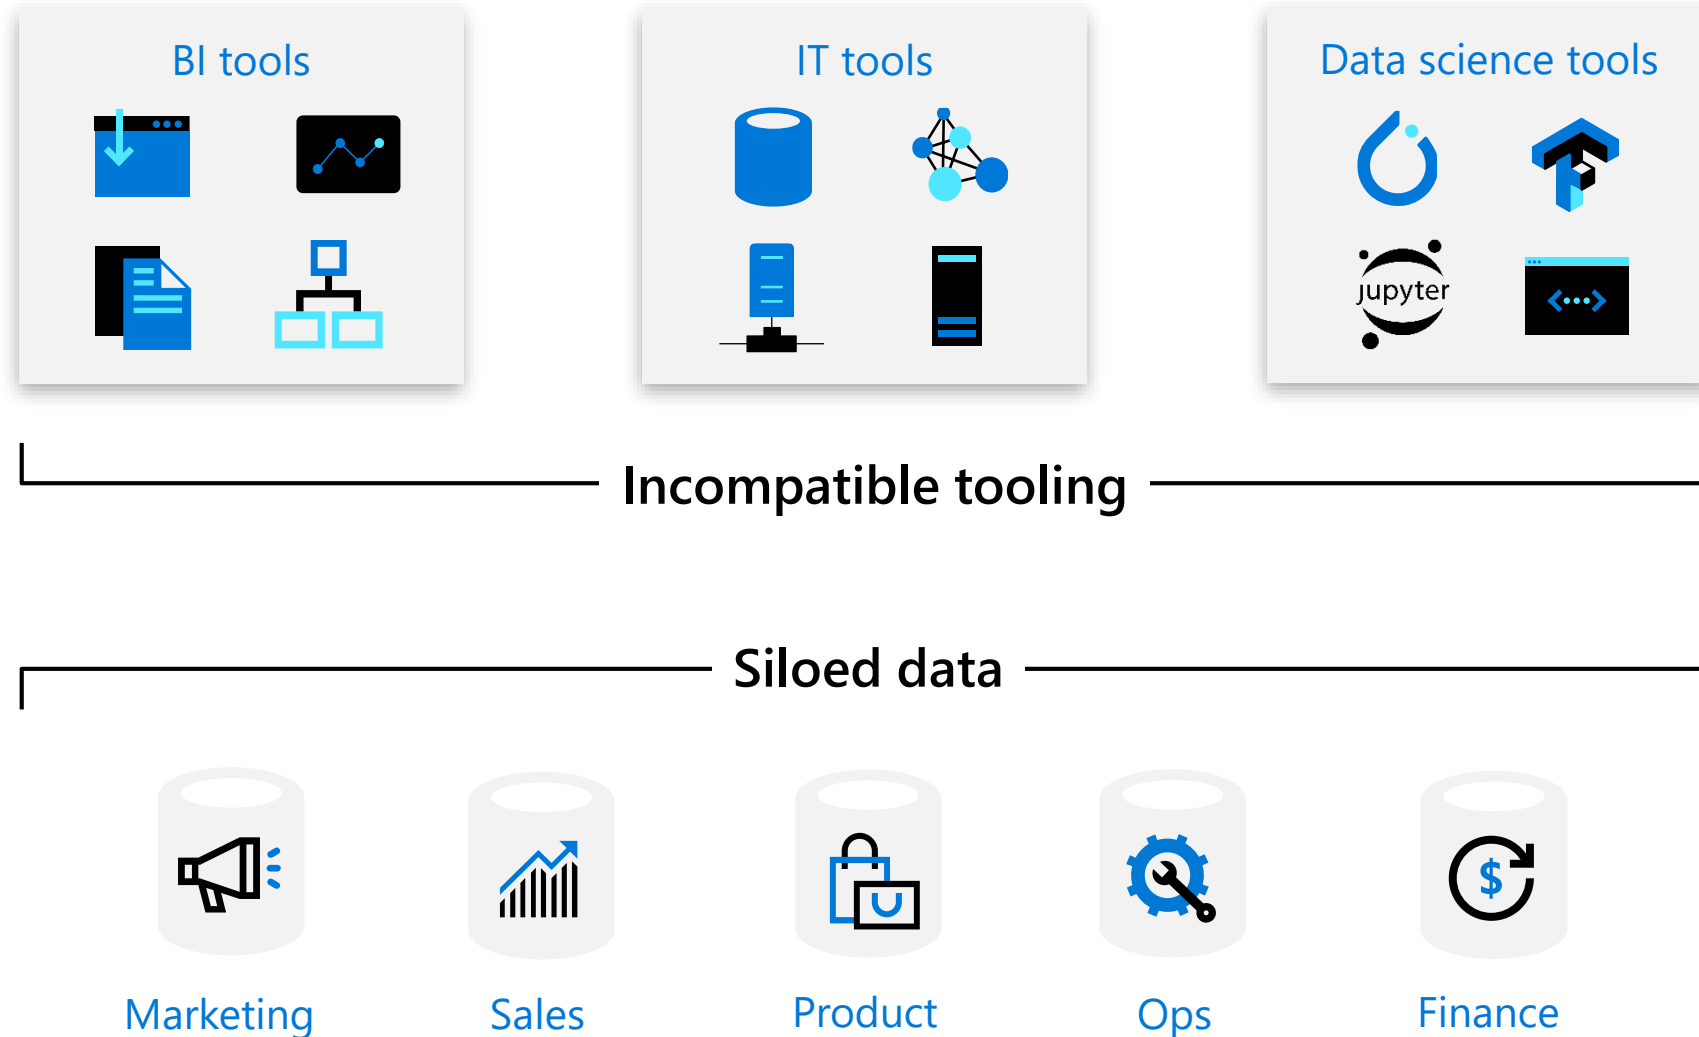 BI tools
IT tools
Data science tools
jupyter
Incompatible tooling
Siloed data
$
Marketing
Sales
Product
Ops
Finance